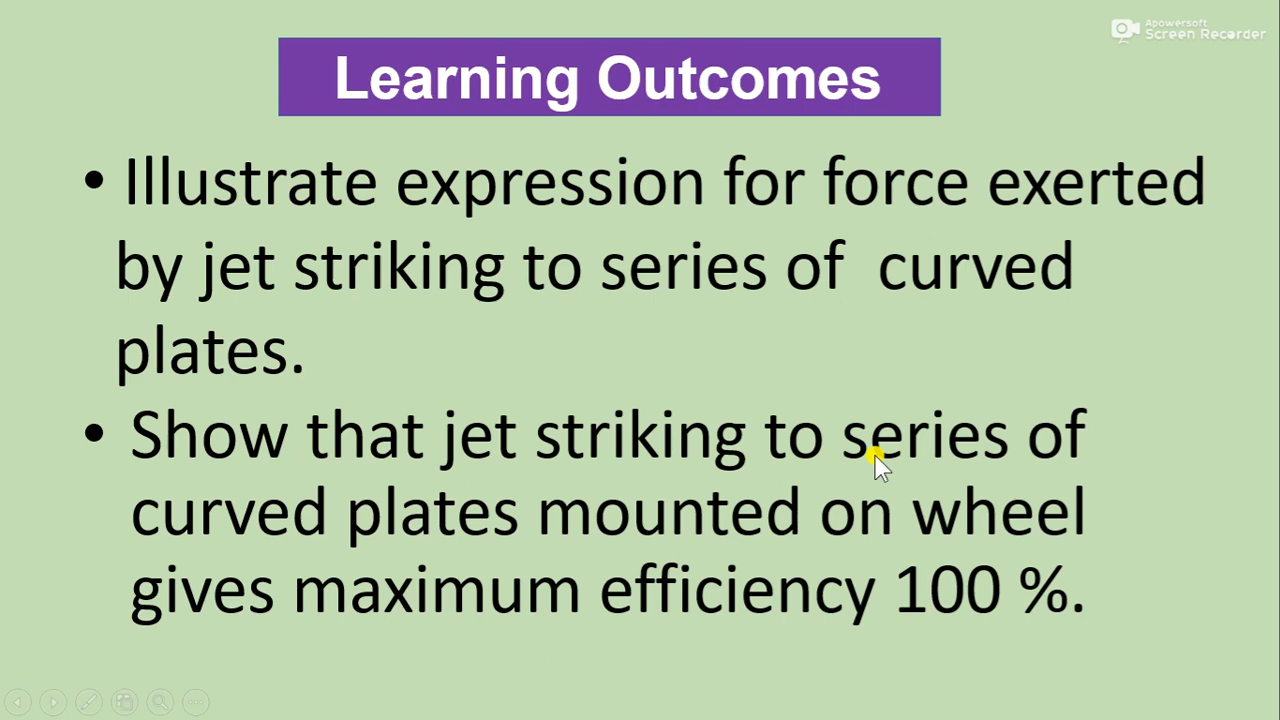 Apowersoft
Screen Recorder
Learning Outcomes
• Illustrate expression for force exerted
by jet striking to series of  curved
plates.
• Show that jet striking to series of
curved plates mounted on wheel
gives maximum efficiency 100 %.